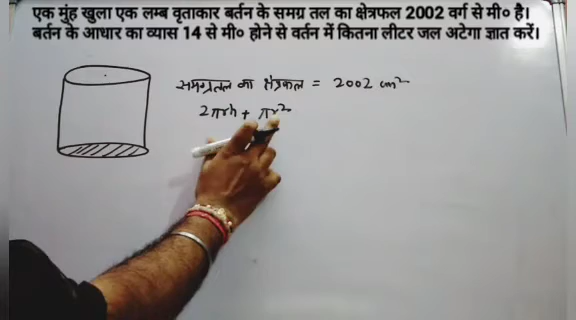 एक मुंह खुला एक लम्ब वृताकार बर्तन के समग्र तल का क्षेत्रफल 2002 वर्ग से मी० है।
बर्तन के आधार का व्यास 14 से मी० होने से वर्तन में कितना लीटर जल अटेगा ज्ञात करें।
समग्रतल का क्षेत्रफल = 2002 cm²
2πrh + πr²